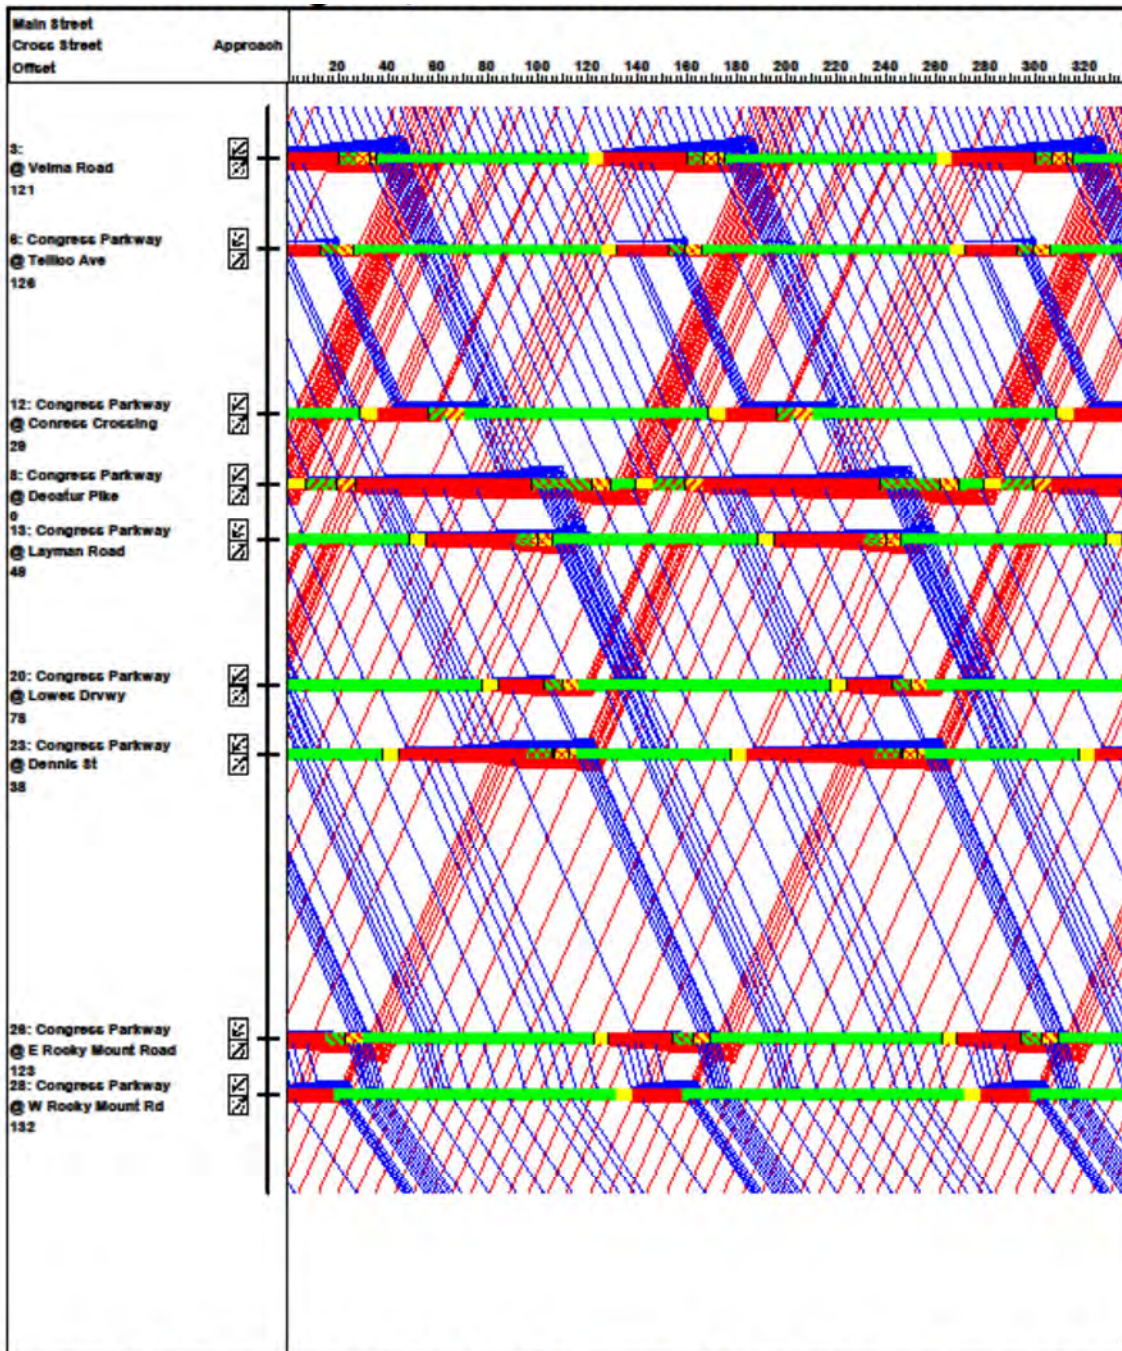 Main Street
Cross Street Approach
Offset
20 40 60 80 100 120 140 160 180 200 220 240 260 280 300 320
3:
@ Velma Road
121
6: Congress Parkway
@ Tellico Ave
126
12: Congress Parkway
@ Conress Crossing
29
8: Congress Parkway
@ Decatur Pike
0
13: Congress Parkway
@ Layman Road
49
20: Congress Parkway
@ Lowes Drvwy
78
23: Congress Parkway
@ Dennis St
38
26: Congress Parkway
@ E Rocky Mount Road
123
28: Congress Parkway
@ W Rocky Mount Rd
132